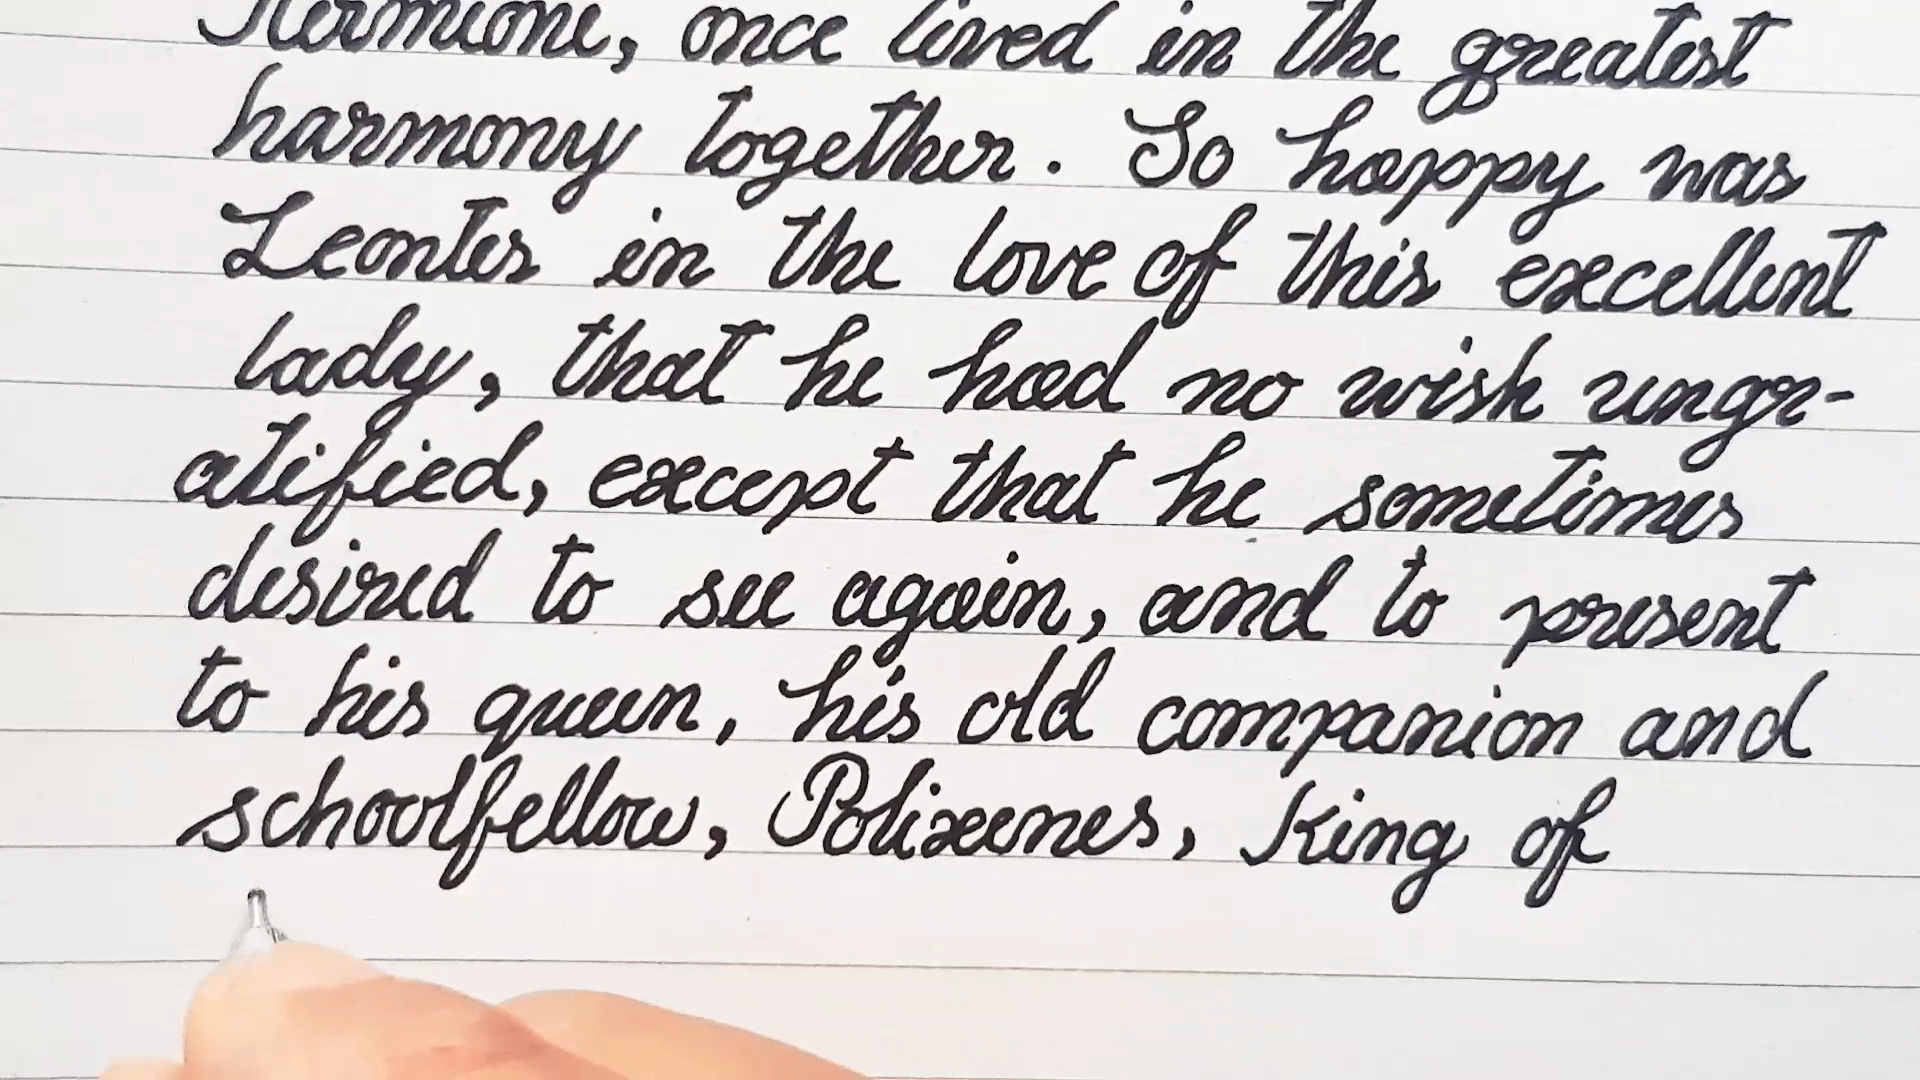 Hermione, once lived in the greatest
harmony together. So happy was
Leontes in the love of this excellent
lady, that he had no wish ungr-
atified, except that he sometimes
desired to see again, and to present
to his queen, his old companion and
schoolfellow, Polixenes, King of